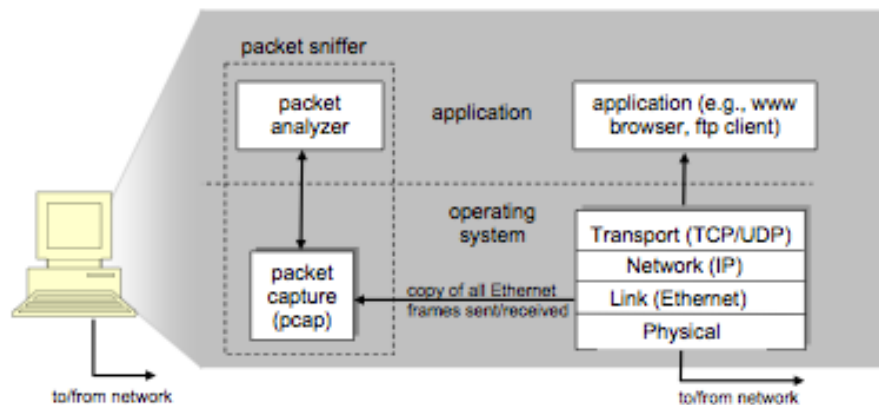 packet sniffer
packet
analyzer
application
application (e.g., www
browser, ftp client)
operating
system
packet
capture
(pcap)
copy of all Ethernet
frames sent/received
Transport (TCP/UDP)
Network (IP)
Link (Ethernet)
Physical
to/from network
to/from network